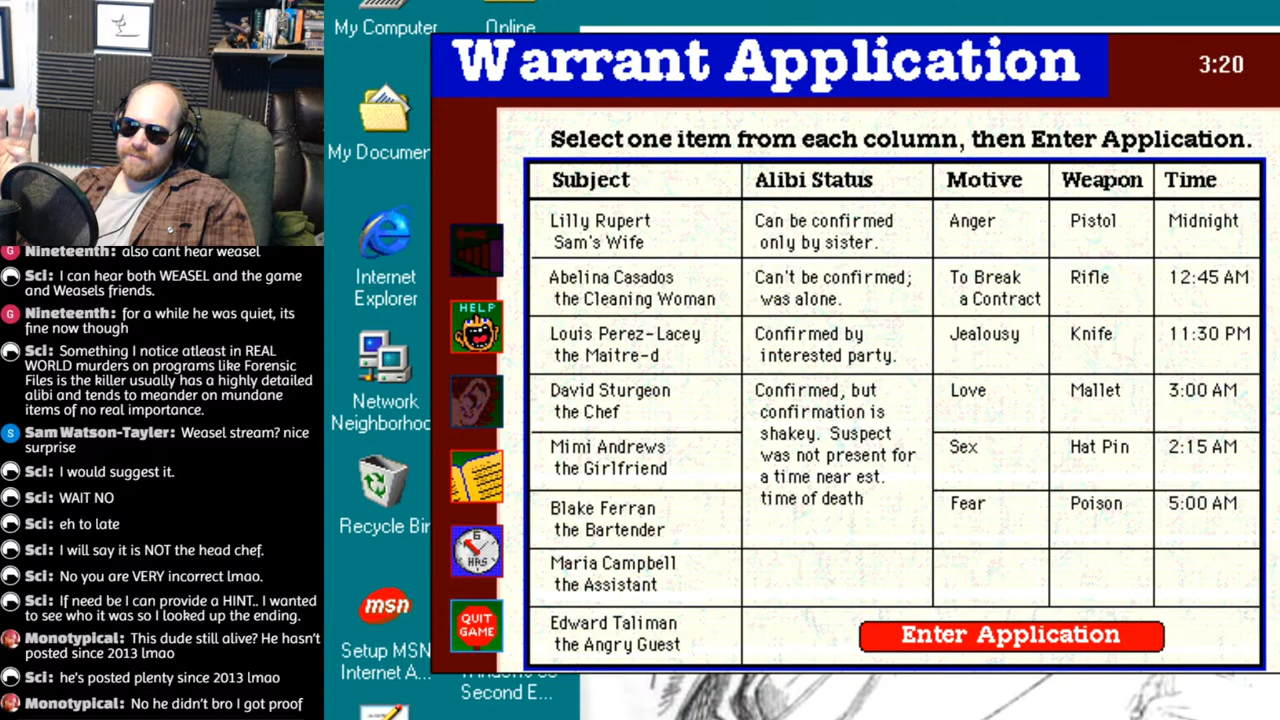 Nineteenth: also cant hear weasel
Sci: I can hear both WEASEL and the game
and Weasels friends.
Nineteenth: for a while he was quiet, its
fine now though
Sci: Something I notice atleast in REAL
WORLD murders on programs like Forensic
Files is the killer usually has a highly detailed
alibi and tends to meander on mundane
items of no real importance.
Sam Watson-Tayler: Weasel stream? nice
surprise
Sci: I would suggest it.
Sci: WAIT NO
Sci: eh to late
Sci: I will say it is NOT the head chef.
Sci: No you are VERY incorrect lmao.
Sci: If need be I can provide a HINT.. I wanted
to see who it was so I looked up the ending.
Monotypical: This dude still alive? He hasn't
posted since 2013 lmao
Sci: he's posted plenty since 2013 lmao
Monotypical: No he didn't bro I got proof
My Computer
Online
My Documen
Internet
Explorer
Network
Neighborhoo
Recycle Bin
msn
Setup MSN
Internet A...
Second E...
Warrant Application
3:20
HELP
6
HRS
QUIT
GAME
Select one item from each column, then Enter Application.
Subject Alibi Status Motive Weapon Time
Lilly Rupert
Sam's Wife
Can be confirmed
only by sister.
Anger Pistol Midnight
Abelina Casados
the Cleaning Woman
Can't be confirmed;
was alone.
To Break
a Contract
Rifle 12:45 AM
Louis Perez-Lacey
the Maitre-d
Confirmed by
interested party.
Jealousy Knife 11:30 PM
David Sturgeon
the Chef
Confirmed, but
confirmation is
shakey. Suspect
was not present for
a time near est.
time of death
Love Mallet 3:00 AM
Mimi Andrews
the Girlfriend
Sex Hat Pin 2:15 AM
Blake Ferran
the Bartender
Fear Poison 5:00 AM
Maria Campbell
the Assistant
Edward Taliman
the Angry Guest
Enter Application